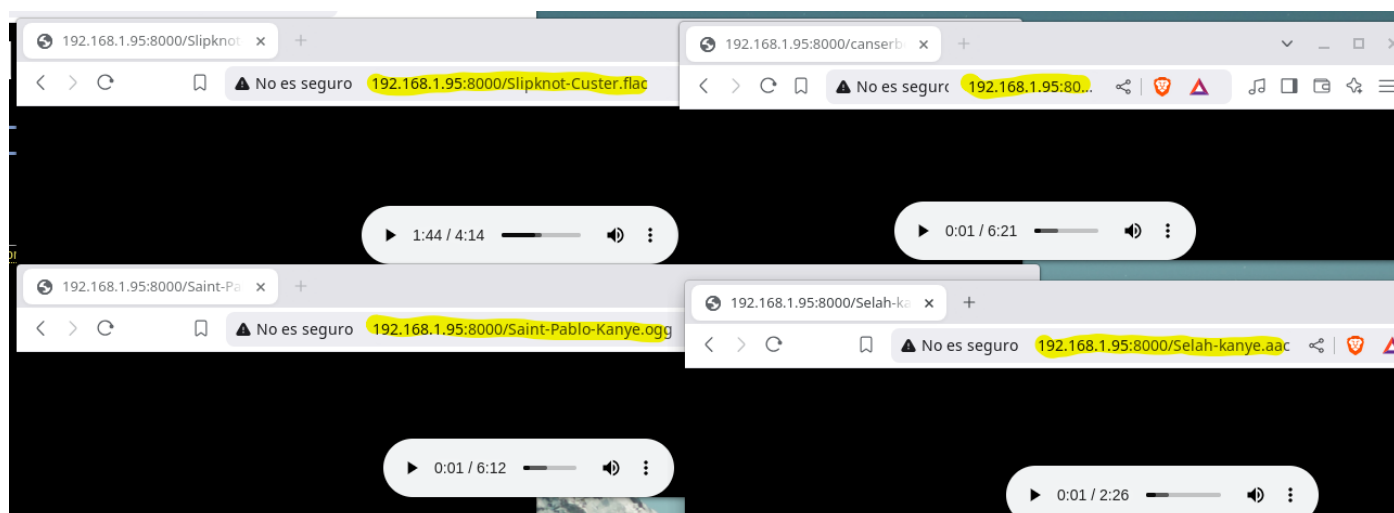 192.168.1.95:8000/Slipknot
No es seguro 192.168.1.95:8000/Slipknot-Custer.flac
1:44 / 4:14
192.168.1.95:8000/canserb
No es seguro 192.168.1.95:80...
0:01 / 6:21
192.168.1.95:8000/Saint-Pa
No es seguro 192.168.1.95:8000/Saint-Pablo-Kanye.ogg
0:01 / 6:12
192.168.1.95:8000/Selah-ka
No es seguro 192.168.1.95:8000/Selah-kanye.aac
0:01 / 2:26